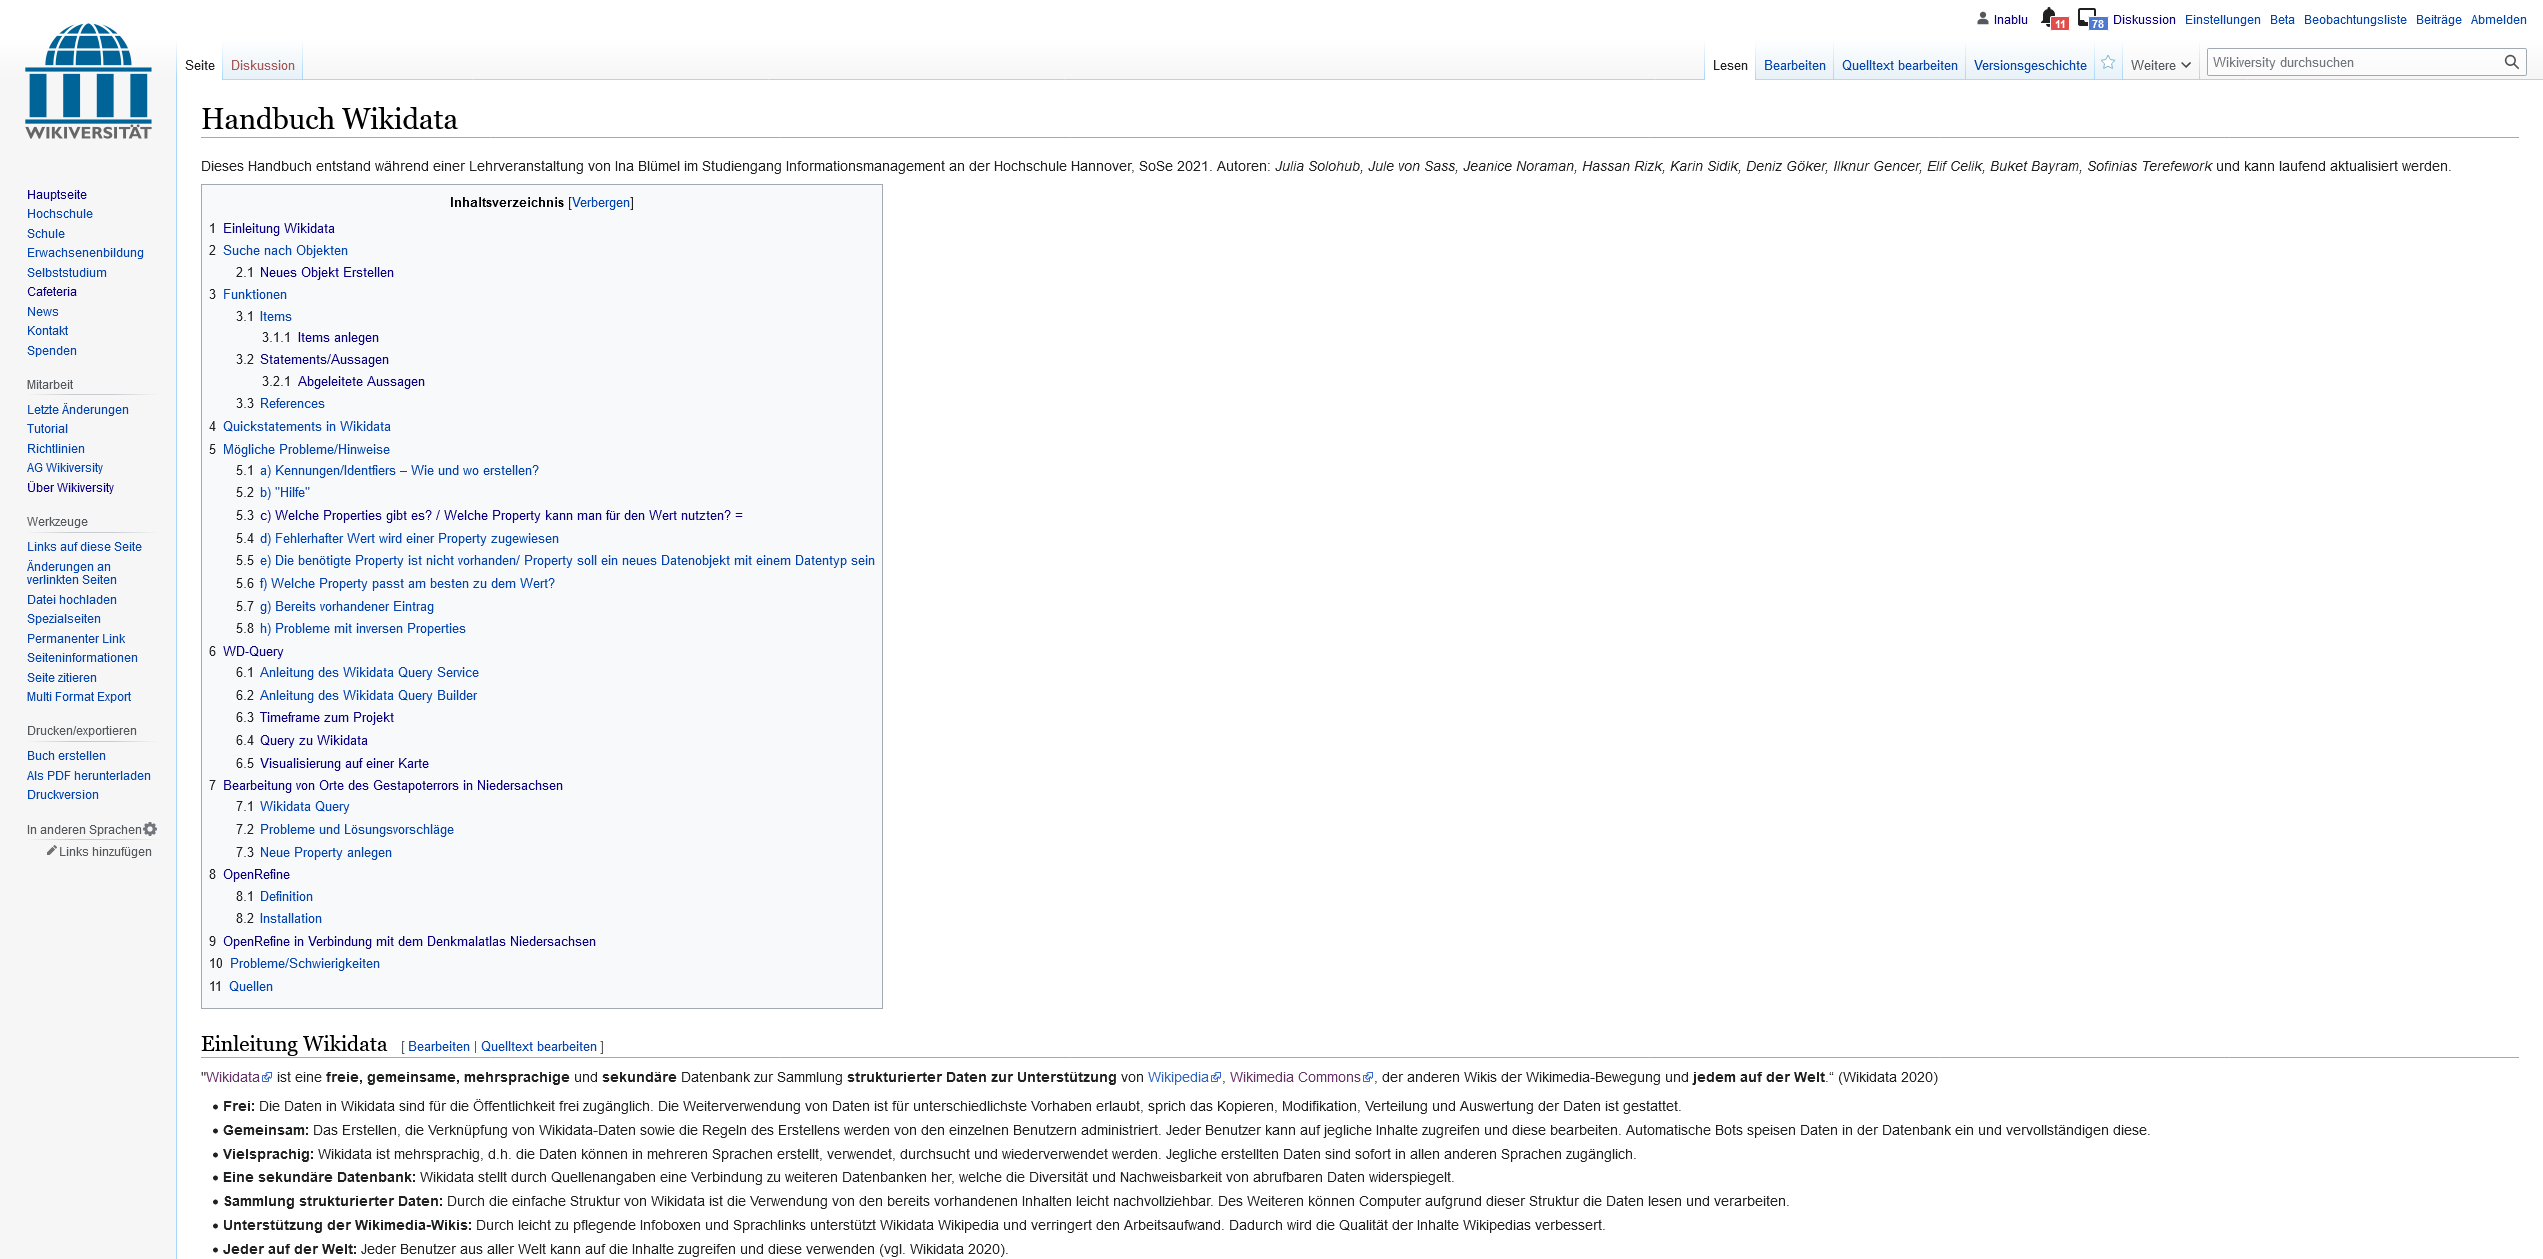 Inablu 11 78 Diskussion Einstellungen Beta Beobachtungsliste Beiträge Abmelden
WIKIVERSITÄT
Seite Diskussion Lesen Bearbeiten Quelltext bearbeiten Versionsgeschichte Weitere Wikiversity durchsuchen
Hauptseite
Hochschule
Schule
Erwachsenenbildung
Selbststudium
Cafeteria
News
Kontakt
Spenden
Mitarbeit
Letzte Änderungen
Tutorial
Richtlinien
AG Wikiversity
Über Wikiversity
Werkzeuge
Links auf diese Seite
Änderungen an
verlinkten Seiten
Datei hochladen
Spezialseiten
Permanenter Link
Seiteninformationen
Seite zitieren
Multi Format Export
Drucken/exportieren
Buch erstellen
Als PDF herunterladen
Druckversion
In anderen Sprachen
Links hinzufügen
Handbuch Wikidata
Dieses Handbuch entstand während einer Lehrveranstaltung von Ina Blümel im Studiengang Informationsmanagement an der Hochschule Hannover, SoSe 2021. Autoren: Julia Solohub, Jule von Sass, Jeanice Noraman, Hassan Rizk, Karin Sidik, Deniz Göker, Ilknur Gencer, Elif Celik, Buket Bayram, Sofinias Terefework und kann laufend aktualisiert werden.
Inhaltsverzeichnis [Verbergen]
1 Einleitung Wikidata
2 Suche nach Objekten
2.1 Neues Objekt Erstellen
3 Funktionen
3.1 Items
3.1.1 Items anlegen
3.2 Statements/Aussagen
3.2.1 Abgeleitete Aussagen
3.3 References
4 Quickstatements in Wikidata
5 Mögliche Probleme/Hinweise
5.1 a) Kennungen/Identfiers – Wie und wo erstellen?
5.2 b) "Hilfe"
5.3 c) Welche Properties gibt es? / Welche Property kann man für den Wert nutzten? =
5.4 d) Fehlerhafter Wert wird einer Property zugewiesen
5.5 e) Die benötigte Property ist nicht vorhanden/ Property soll ein neues Datenobjekt mit einem Datentyp sein
5.6 f) Welche Property passt am besten zu dem Wert?
5.7 g) Bereits vorhandener Eintrag
5.8 h) Probleme mit inversen Properties
6 WD-Query
6.1 Anleitung des Wikidata Query Service
6.2 Anleitung des Wikidata Query Builder
6.3 Timeframe zum Projekt
6.4 Query zu Wikidata
6.5 Visualisierung auf einer Karte
7 Bearbeitung von Orte des Gestapoterrors in Niedersachsen
7.1 Wikidata Query
7.2 Probleme und Lösungsvorschläge
7.3 Neue Property anlegen
8 OpenRefine
8.1 Definition
8.2 Installation
9 OpenRefine in Verbindung mit dem Denkmalatlas Niedersachsen
10 Probleme/Schwierigkeiten
11 Quellen
Einleitung Wikidata [ Bearbeiten | Quelltext bearbeiten ]
"Wikidata ist eine freie, gemeinsame, mehrsprachige und sekundäre Datenbank zur Sammlung strukturierter Daten zur Unterstützung von Wikipedia, Wikimedia Commons, der anderen Wikis der Wikimedia-Bewegung und jedem auf der Welt.“ (Wikidata 2020)
• Frei: Die Daten in Wikidata sind für die Öffentlichkeit frei zugänglich. Die Weiterverwendung von Daten ist für unterschiedlichste Vorhaben erlaubt, sprich das Kopieren, Modifikation, Verteilung und Auswertung der Daten ist gestattet.
• Gemeinsam: Das Erstellen, die Verknüpfung von Wikidata-Daten sowie die Regeln des Erstellens werden von den einzelnen Benutzern administriert. Jeder Benutzer kann auf jegliche Inhalte zugreifen und diese bearbeiten. Automatische Bots speisen Daten in der Datenbank ein und vervollständigen diese.
• Vielsprachig: Wikidata ist mehrsprachig, d.h. die Daten können in mehreren Sprachen erstellt, verwendet, durchsucht und wiederverwendet werden. Jegliche erstellten Daten sind sofort in allen anderen Sprachen zugänglich.
• Eine sekundäre Datenbank: Wikidata stellt durch Quellenangaben eine Verbindung zu weiteren Datenbanken her, welche die Diversität und Nachweisbarkeit von abrufbaren Daten widerspiegelt.
• Sammlung strukturierter Daten: Durch die einfache Struktur von Wikidata ist die Verwendung von den bereits vorhandenen Inhalten leicht nachvollziehbar. Des Weiteren können Computer aufgrund dieser Struktur die Daten lesen und verarbeiten.
• Unterstützung der Wikimedia-Wikis: Durch leicht zu pflegende Infoboxen und Sprachlinks unterstützt Wikidata Wikipedia und verringert den Arbeitsaufwand. Dadurch wird die Qualität der Inhalte Wikipedias verbessert.
• Jeder auf der Welt: Jeder Benutzer aus aller Welt kann auf die Inhalte zugreifen und diese verwenden (vgl. Wikidata 2020).